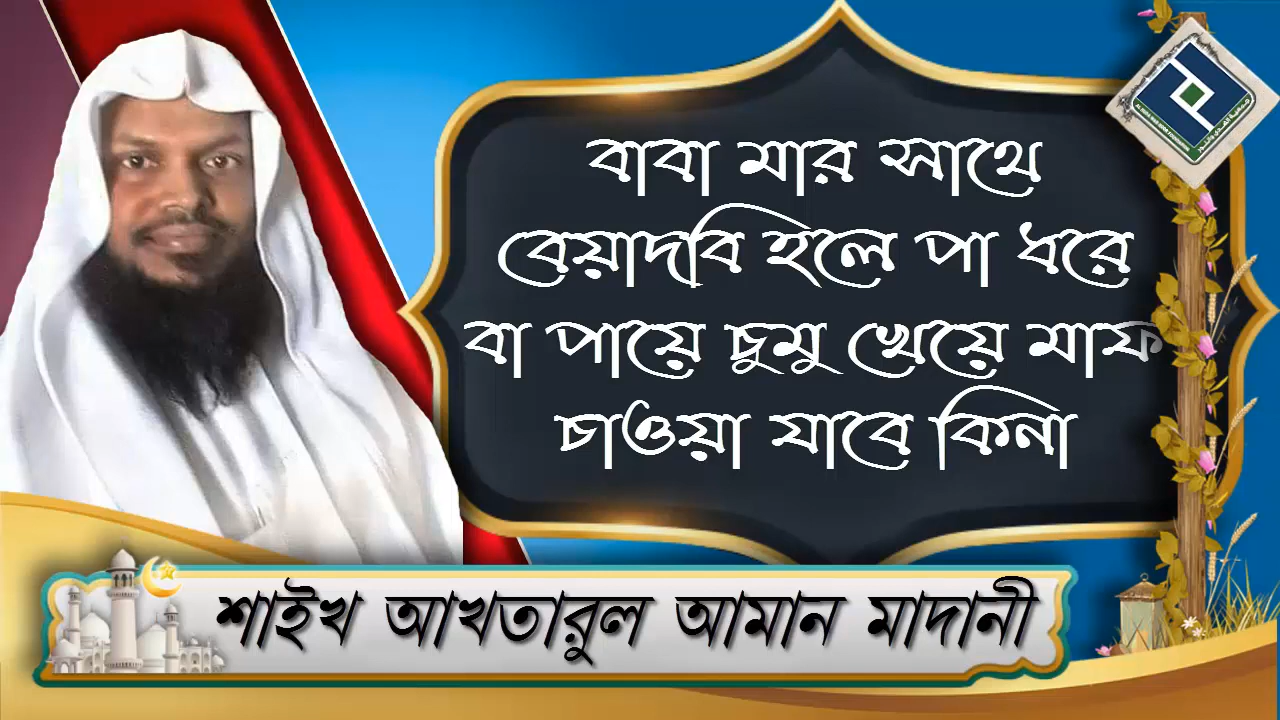 বাবা মার সাথে
বেয়াদবি হলে পা ধরে
বা পায়ে চুমু খেয়ে মাফ
চাওয়া যাবে কিনা
শাইখ আখতারুল আমান মাদানী